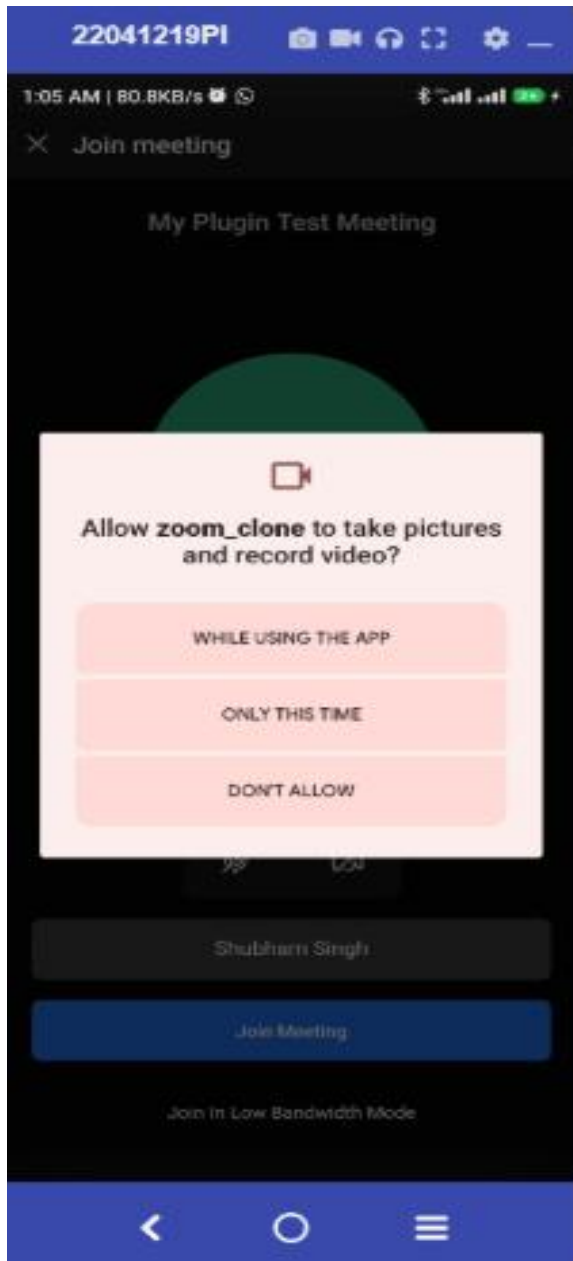 22041219PI
1:05 AM | 80.8KB/s
Join meeting
My Plugin Test Meeting
Allow zoom_clone to take pictures
and record video?
WHILE USING THE APP
ONLY THIS TIME
DON'T ALLOW
Shubham Singh
Join Meeting
Join In Low Bandwidth Mode